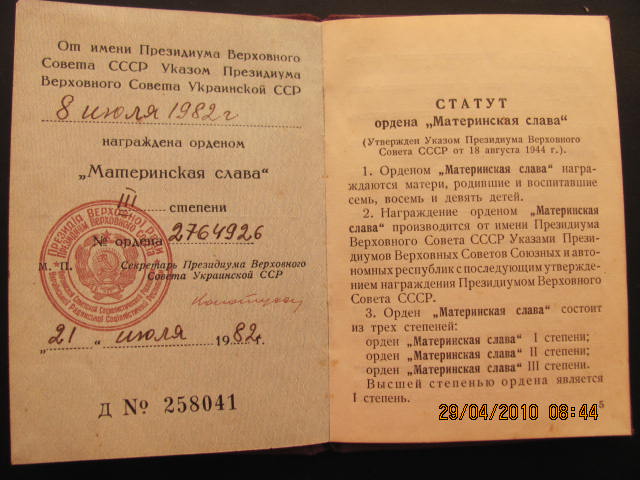 От имени Президиума Верховного
Совета СССР Указом Президиума
Верховного Совета Украинской ССР
8 июля 1982 г
награждена орденом
„Материнская слава“
III степени
№ ордена 2764926
М. П. Секретарь Президиума Верховного
Совета Украинской ССР
„21“ июля 1982 г.
Д № 258041
СТАТУТ
ордена „Материнская слава“
(Утвержден Указом Президиума Верховного
Совета СССР от 18 августа 1944 г.).
1. Орденом „Материнская слава“ награ-
ждаются матери, родившие и воспитавшие
семь, восемь и девять детей.
2. Награждение орденом „Материнская
слава“ производится от имени Президиума
Верховного Совета СССР Указами Прези-
диумов Верховных Советов Союзных и авто-
номных республик с последующим утвержде-
нием награждения Президиумом Верховного
Совета СССР.
3. Орден „Материнская слава“ состоит
из трех степеней:
орден „Материнская слава“ I степени;
орден „Материнская слава“ II степени;
орден „Материнская слава“ III степени.
Высшей степенью ордена является
I степень.
5
29/04/2010 08:44